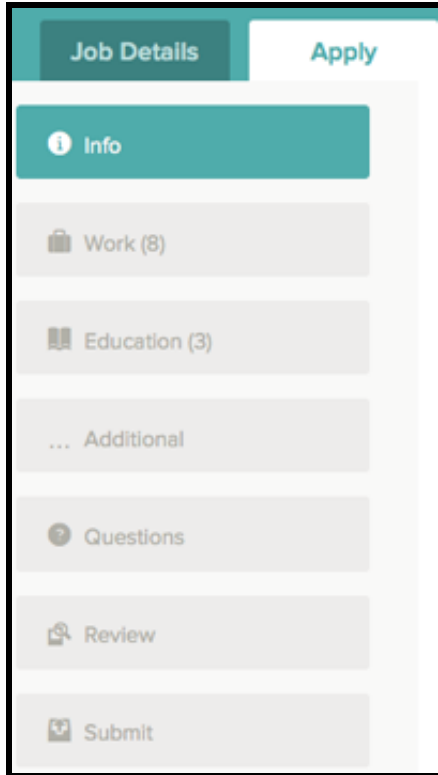 Job Details
Apply
Info
Work (8)
Education (3)
... Additional
Questions
Review
Submit